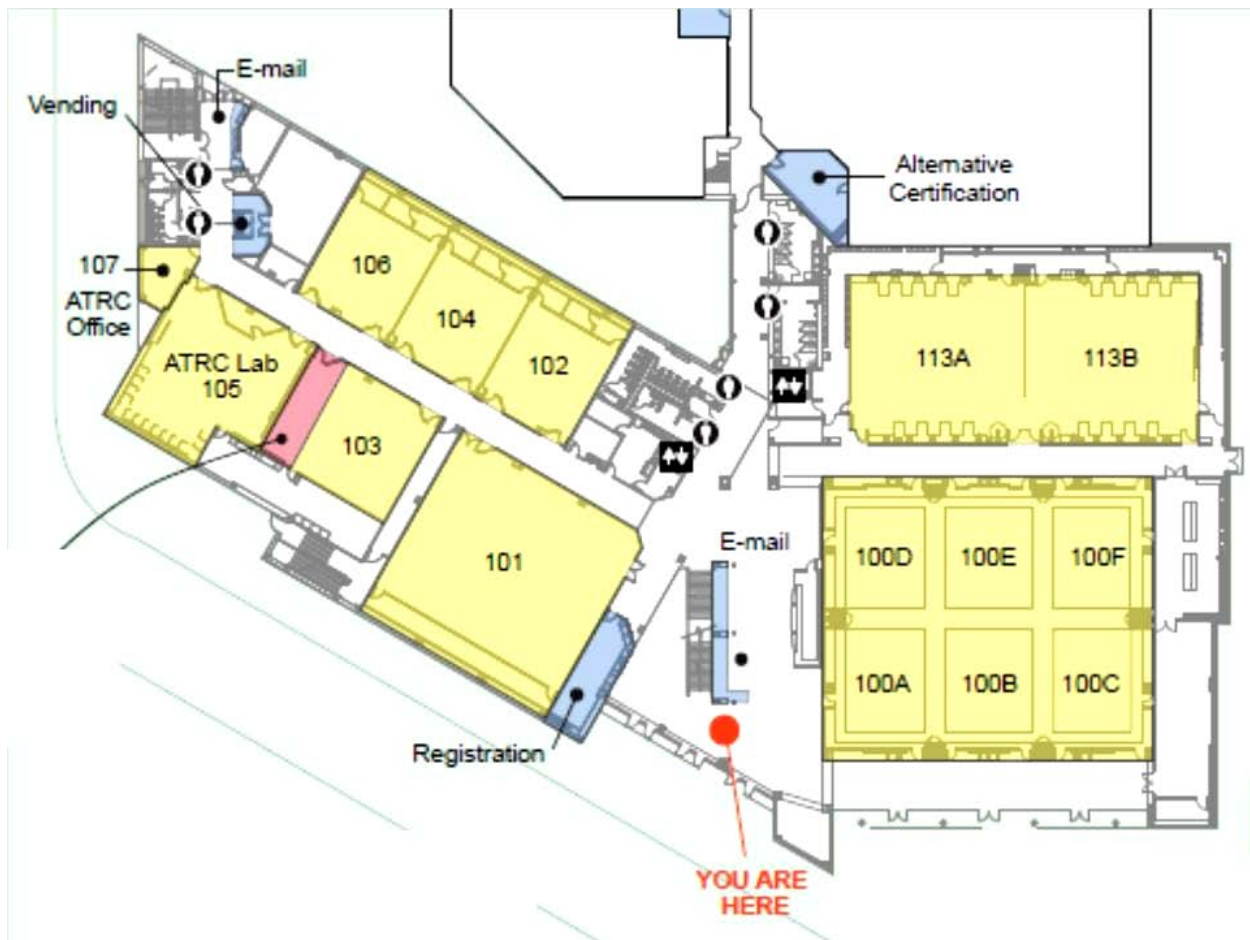 E-mail
Vending
Alternative
Certification
107
ATRC
Office
106
104
102
ATRC Lab
105
103
101
113A
113B
E-mail
100D
100E
100F
100A
100B
100C
Registration
YOU ARE
HERE